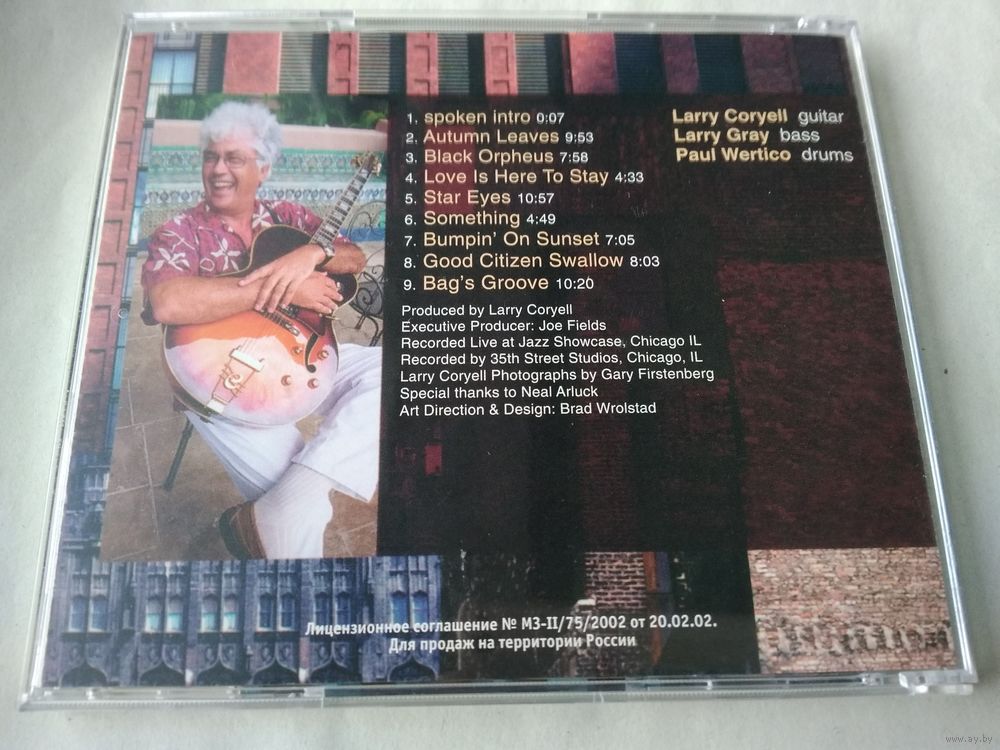 1. spoken intro 0:07
2. Autumn Leaves 9:53
3. Black Orpheus 7:58
4. Love Is Here To Stay 4:33
5. Star Eyes 10:57
6. Something 4:49
7. Bumpin' On Sunset 7:05
8. Good Citizen Swallow 8:03
9. Bag's Groove 10:20
Larry Coryell guitar
Larry Gray bass
Paul Wertico drums
Produced by Larry Coryell
Executive Producer: Joe Fields
Recorded Live at Jazz Showcase, Chicago IL
Recorded by 35th Street Studios, Chicago, IL
Larry Coryell Photographs by Gary Firstenberg
Special thanks to Neal Arluck
Art Direction & Design: Brad Wrolstad
Лицензионное соглашение № МЗ-II/75/2002 от 20.02.02.
Для продаж на территории России
www.ay.by